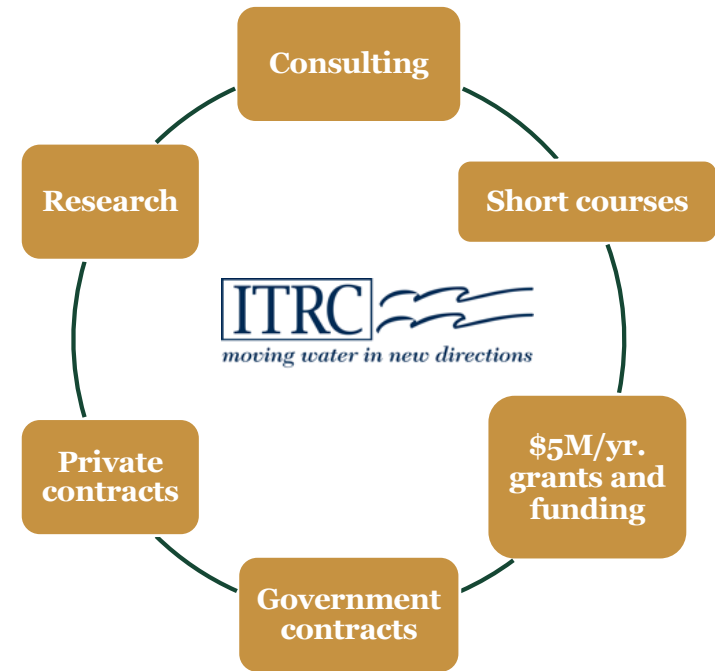 Consulting
Research
Short courses
ITRC
moving water in new directions
Private
contracts
$5M/yr.
grants and
funding
Government
contracts